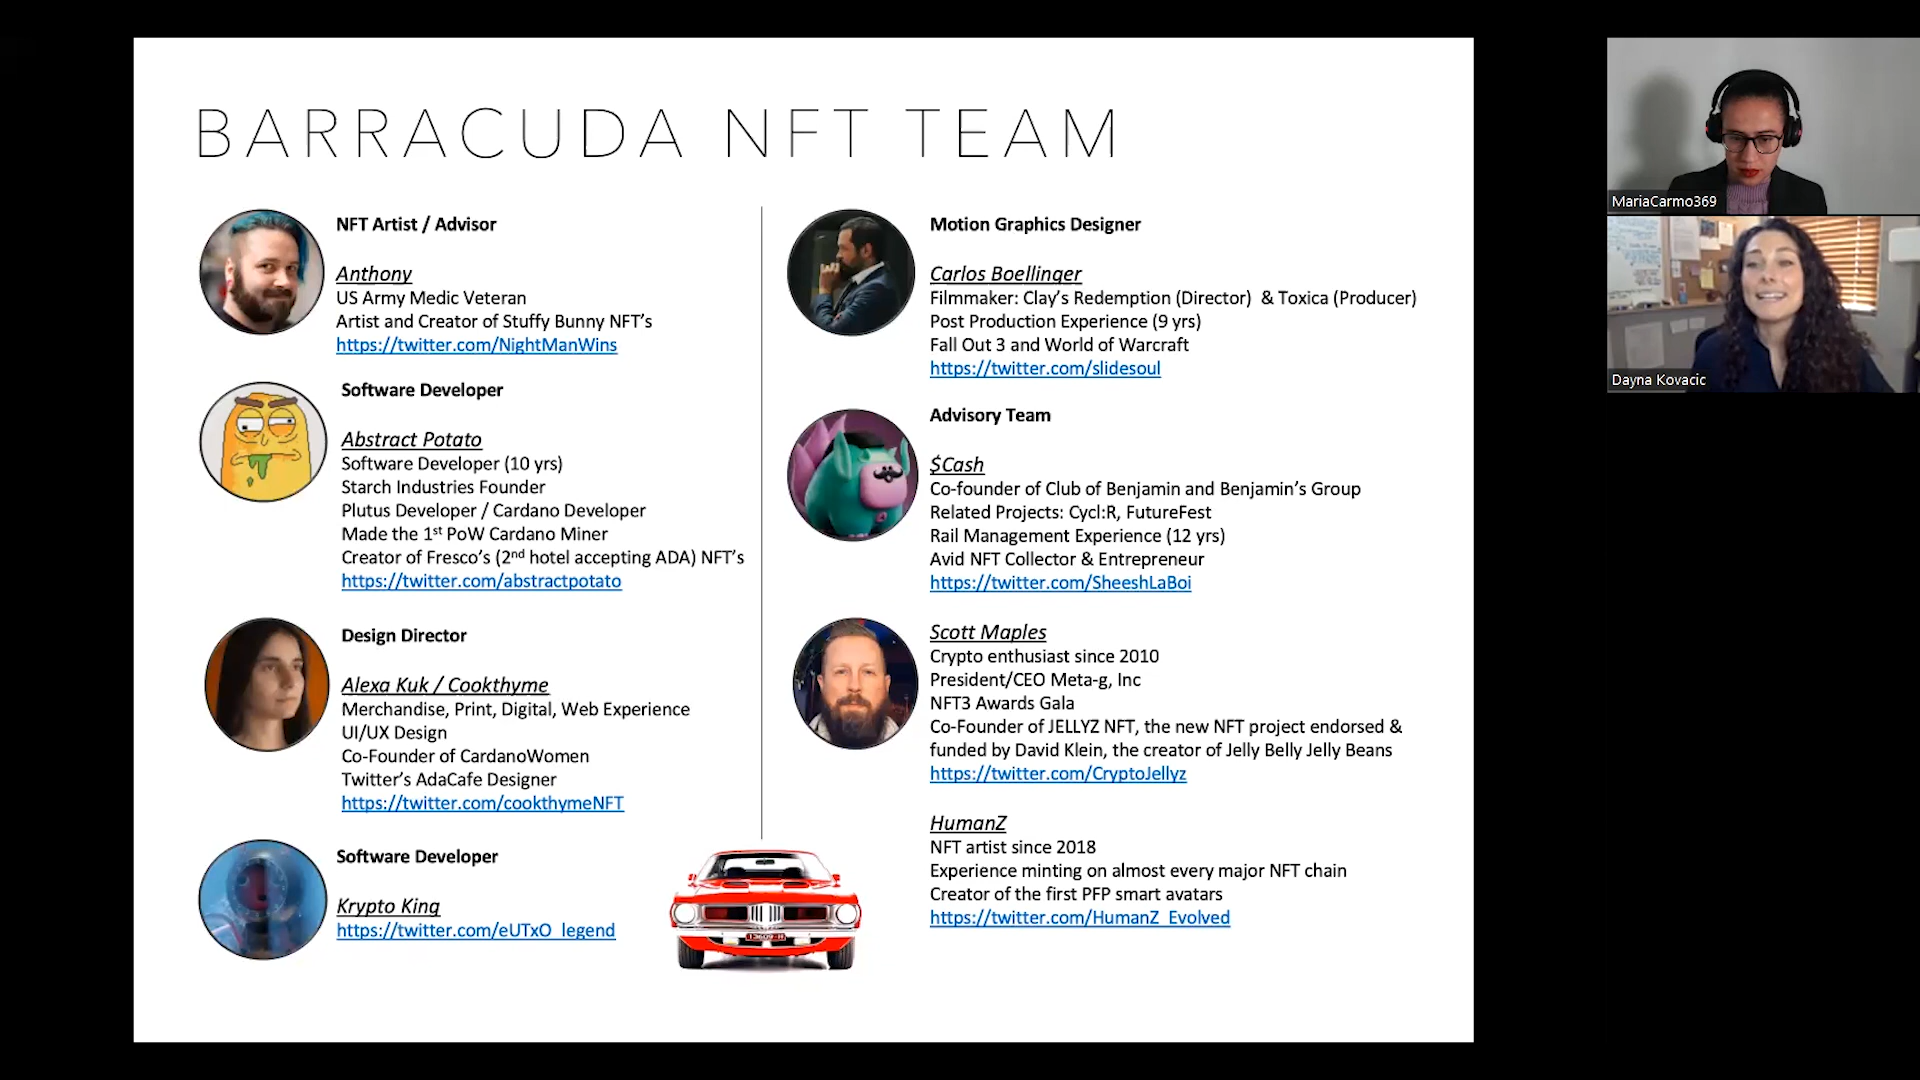 BARRACUDA NFT TEAM
NFT Artist / Advisor
Anthony
US Army Medic Veteran
Artist and Creator of Stuffy Bunny NFT's
https://twitter.com/NightManWins
Software Developer
Abstract Potato
Software Developer (10 yrs)
Starch Industries Founder
Plutus Developer / Cardano Developer
Made the 1st PoW Cardano Miner
Creator of Fresco's (2nd hotel accepting ADA) NFT's
https://twitter.com/abstractpotato
Design Director
Alexa Kuk / Cookthyme
Merchandise, Print, Digital, Web Experience
UI/UX Design
Co-Founder of CardanoWomen
Twitter's AdaCafe Designer
https://twitter.com/cookthymeNFT
Software Developer
Krypto King
https://twitter.com/eUTxO_legend
Motion Graphics Designer
Carlos Boellinger
Filmmaker: Clay's Redemption (Director) & Toxica (Producer)
Post Production Experience (9 yrs)
Fall Out 3 and World of Warcraft
https://twitter.com/slidesoul
Advisory Team
$Cash
Co-founder of Club of Benjamin and Benjamin's Group
Related Projects: Cycl:R, FutureFest
Rail Management Experience (12 yrs)
Avid NFT Collector & Entrepreneur
https://twitter.com/SheeshLaBoi
Scott Maples
Crypto enthusiast since 2010
President/CEO Meta-g, Inc
NFT3 Awards Gala
Co-Founder of JELLYZ NFT, the new NFT project endorsed &
funded by David Klein, the creator of Jelly Belly Jelly Beans
https://twitter.com/CryptoJellyz
HumanZ
NFT artist since 2018
Experience minting on almost every major NFT chain
Creator of the first PFP smart avatars
https://twitter.com/HumanZ_Evolved
MariaCarmo369
Dayna Kovacic